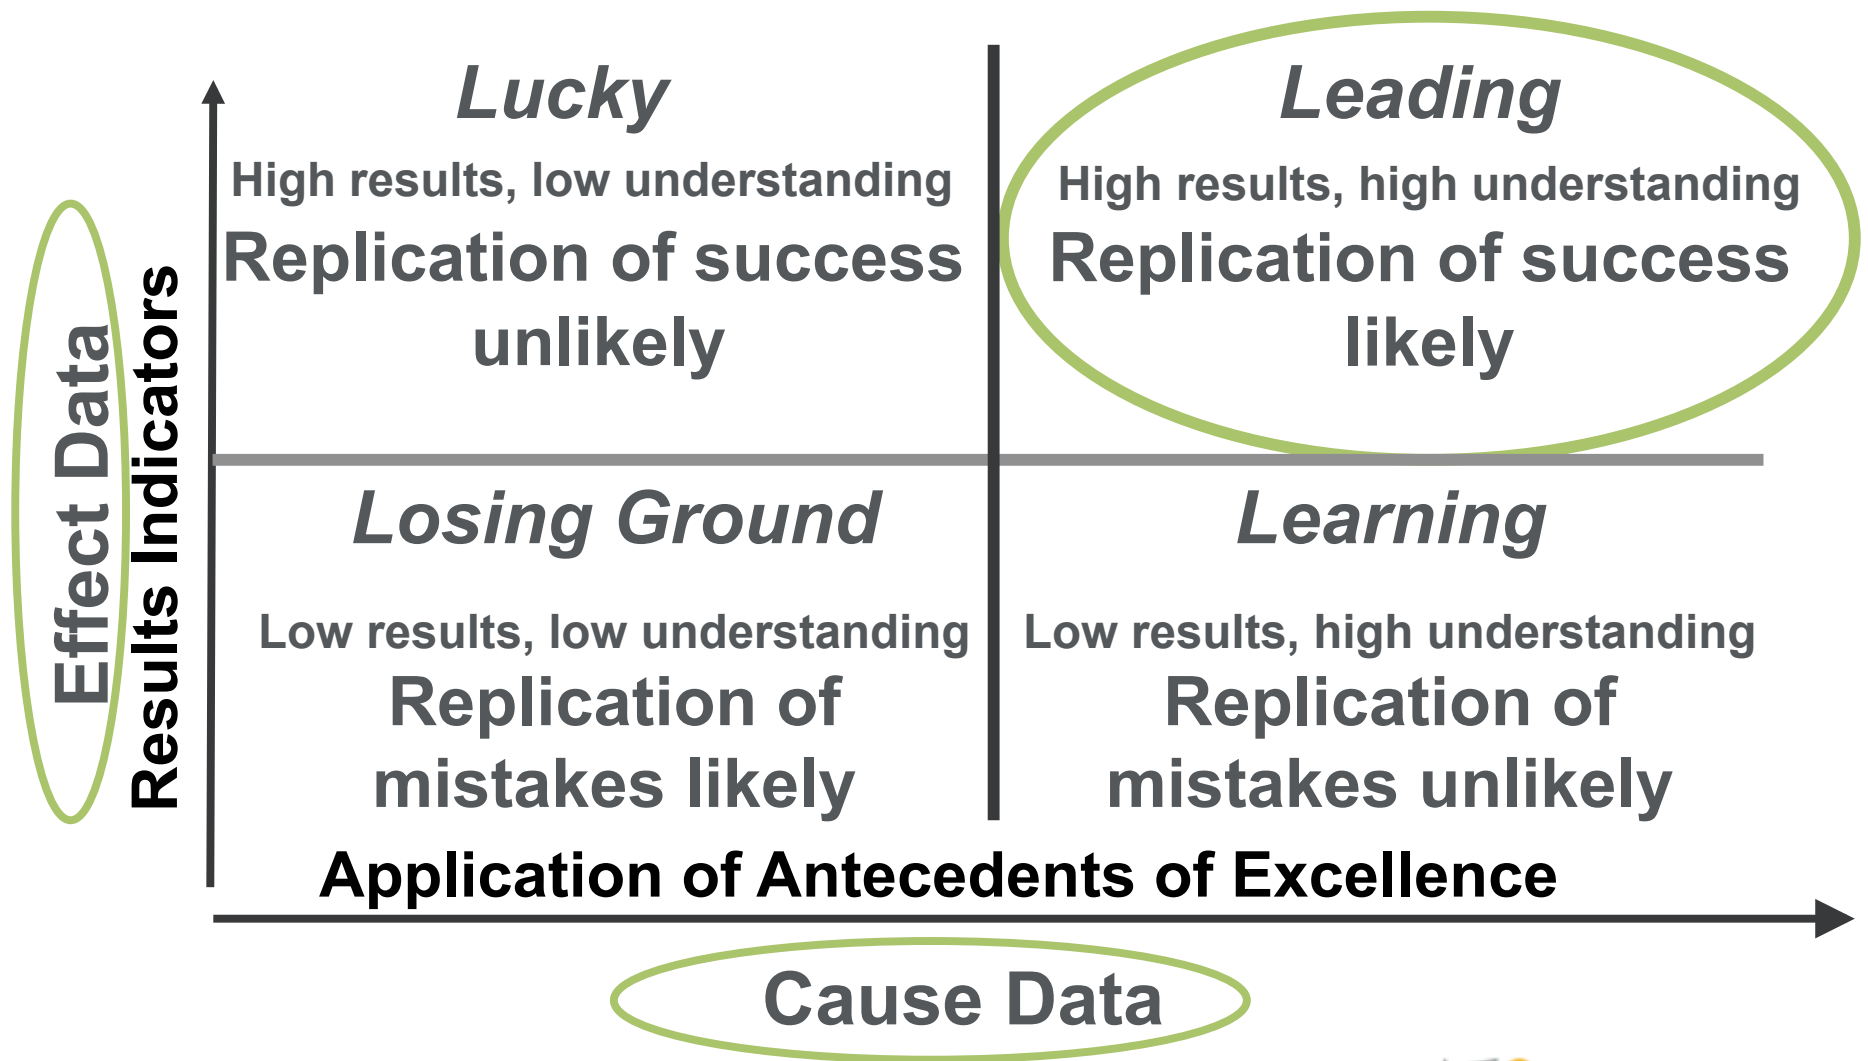 Lucky
High results, low understanding
Replication of success
unlikely
Leading
High results, high understanding
Replication of success
likely
Effect Data
Results Indicators
Losing Ground
Low results, low understanding
Replication of
mistakes likely
Learning
Low results, high understanding
Replication of
mistakes unlikely
Application of Antecedents of Excellence
Cause Data